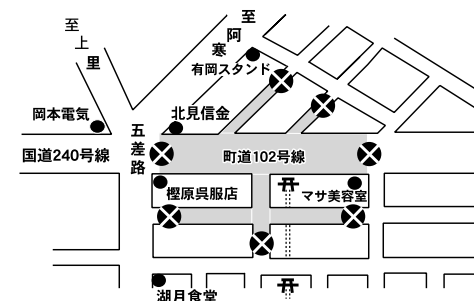 至阿寒
至上里
有岡スタンド
岡本電気
北見信金
五差路
国道240号線
町道102号線
樫原呉服店
マサ美容室
湖月食堂